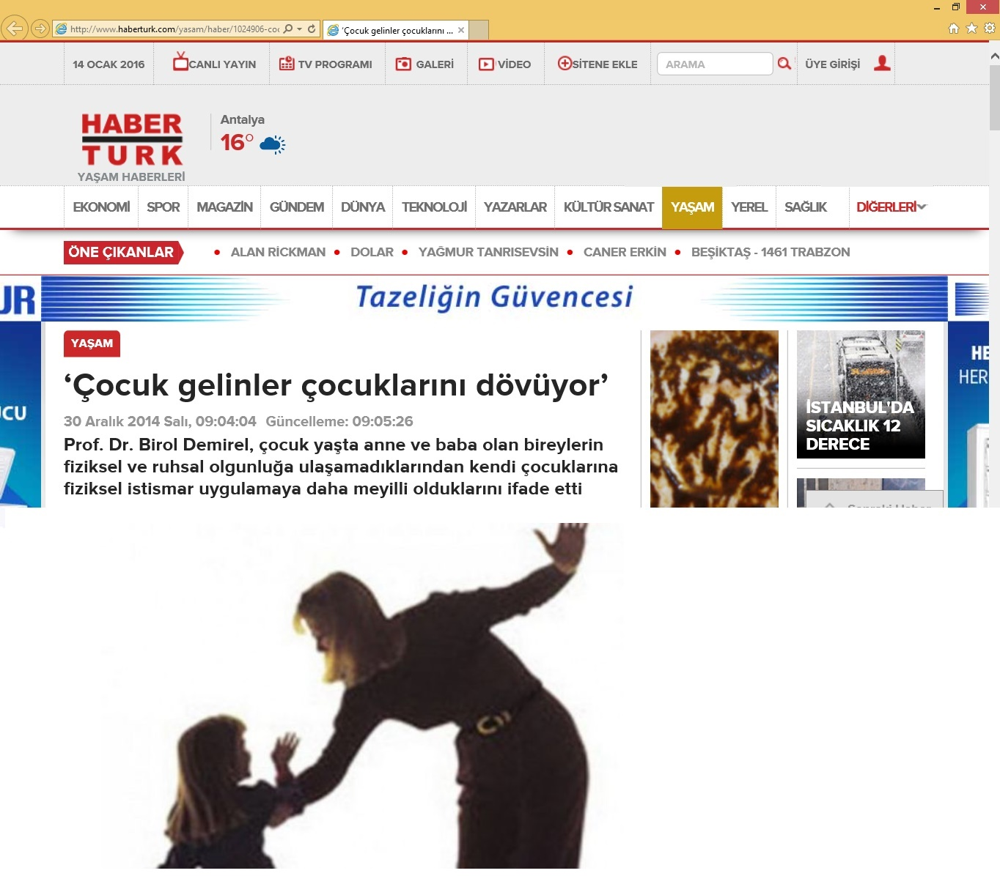 http://www.haberturk.com/yasam/haber/1024906-coc
'Çocuk gelinler çocuklarını ...
14 OCAK 2016
CANLI YAYIN
TV PROGRAMI
GALERİ
VİDEO
SİTENE EKLE
ARAMA
ÜYE GİRİŞİ
HABER
TURK
YAŞAM HABERLERİ
Antalya
16°
EKONOMİ SPOR MAGAZİN GÜNDEM DÜNYA TEKNOLOJİ YAZARLAR KÜLTÜR SANAT YAŞAM YEREL SAĞLIK DİĞERLERİ
ÖNE ÇIKANLAR • ALAN RİCKMAN • DOLAR • YAĞMUR TANRISEVSİN • CANER ERKİN • BEŞİKTAŞ - 1461 TRABZON
UR
Tazeliğin Güvencesi
YAŞAM
‘Çocuk gelinler çocuklarını dövüyor’
30 Aralık 2014 Salı, 09:04:04 Güncelleme: 09:05:26
Prof. Dr. Birol Demirel, çocuk yaşta anne ve baba olan bireylerin
fiziksel ve ruhsal olgunluğa ulaşamadıklarından kendi çocuklarına
fiziksel istismar uygulamaya daha meyilli olduklarını ifade etti
UCU
İSTANBUL'DA
SICAKLIK 12
DERECE
HE
HER
Sonraki Haber